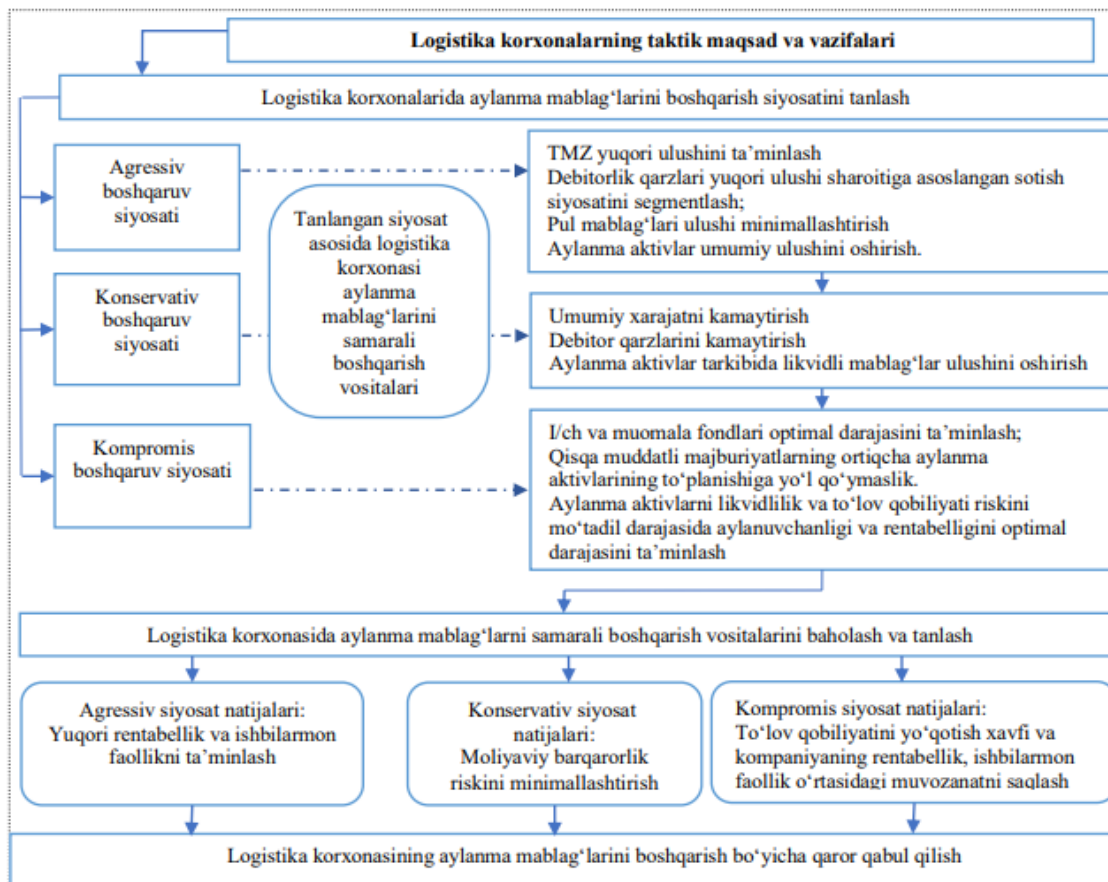 Logistika korxonalarning taktik maqsad va vazifalari
Logistika korxonalarida aylanma mablag‘larini boshqarish siyosatini tanlash
Agressiv
boshqaruv
siyosati
Konservativ
boshqaruv
siyosati
Kompromis
boshqaruv siyosati
Tanlangan siyosat
asosida logistika
korxonasi
aylanma
mablag‘larini
samarali
boshqarish
vositalari
TMZ yuqori ulushini ta’minlash
Debitorlik qarzlari yuqori ulushi sharoitiga asoslangan sotish
siyosatini segmentlash;
Pul mablag‘lari ulushi minimallashtirish
Aylanma aktivlar umumiy ulushini oshirish.
Umumiy xarajatni kamaytirish
Debitor qarzlarini kamaytirish
Aylanma aktivlar tarkibida likvidli mablag‘lar ulushini oshirish
I/ch va muomala fondlari optimal darajasini ta’minlash;
Qisqa muddatli majburiyatlarning ortiqcha aylanma
aktivlarining to‘planishiga yo‘l qo‘ymaslik.
Aylanma aktivlarni likvidlilik va to‘lov qobiliyati riskini
mo‘tadil darajasida aylanuvchanligi va rentabelligini optimal
darajasini ta’minlash
Logistika korxonasida aylanma mablag‘larni samarali boshqarish vositalarini baholash va tanlash
Agressiv siyosat natijalari:
Yuqori rentabellik va ishbilarmon
faollikni ta’minlash
Konservativ siyosat
natijalari:
Moliyaviy barqarorlik
riskini minimallashtirish
Kompromis siyosat natijalari:
To‘lov qobiliyatini yo‘qotish xavfi va
kompaniyaning rentabellik, ishbilarmon
faollik o‘rtasidagi muvozanatni saqlash
Logistika korxonasining aylanma mablag‘larini boshqarish bo‘yicha qaror qabul qilish